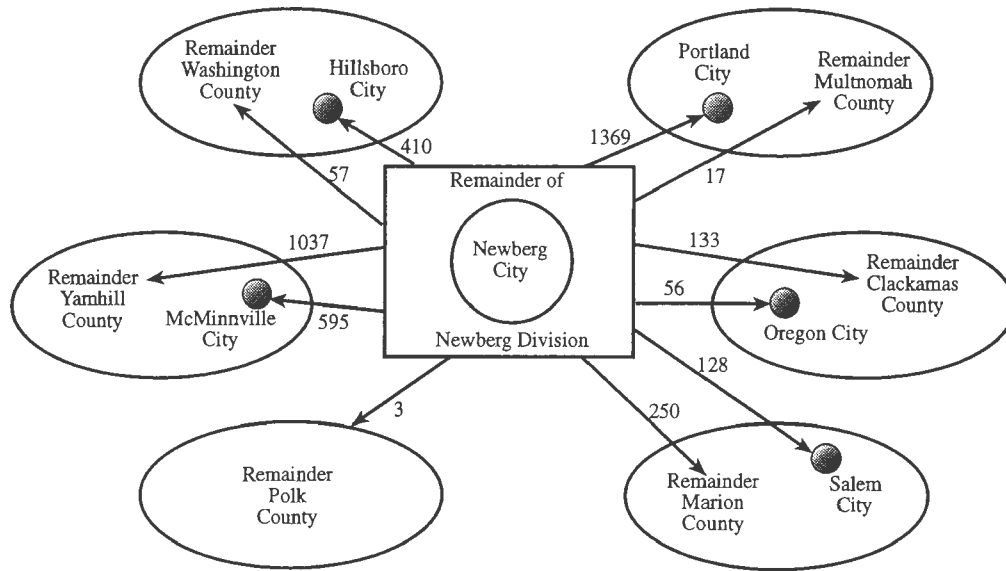 Remainder
Washington
County
Hillsboro
City
Portland
City
Remainder
Multnomah
County
57
410
1369
17
Remainder of
Newberg
City
Newberg Division
1037
Remainder
Yamhill
County
McMinnville
City
595
133
Remainder
Clackamas
County
56
Oregon City
3
Remainder
Polk
County
250
128
Remainder
Marion
County
Salem
City